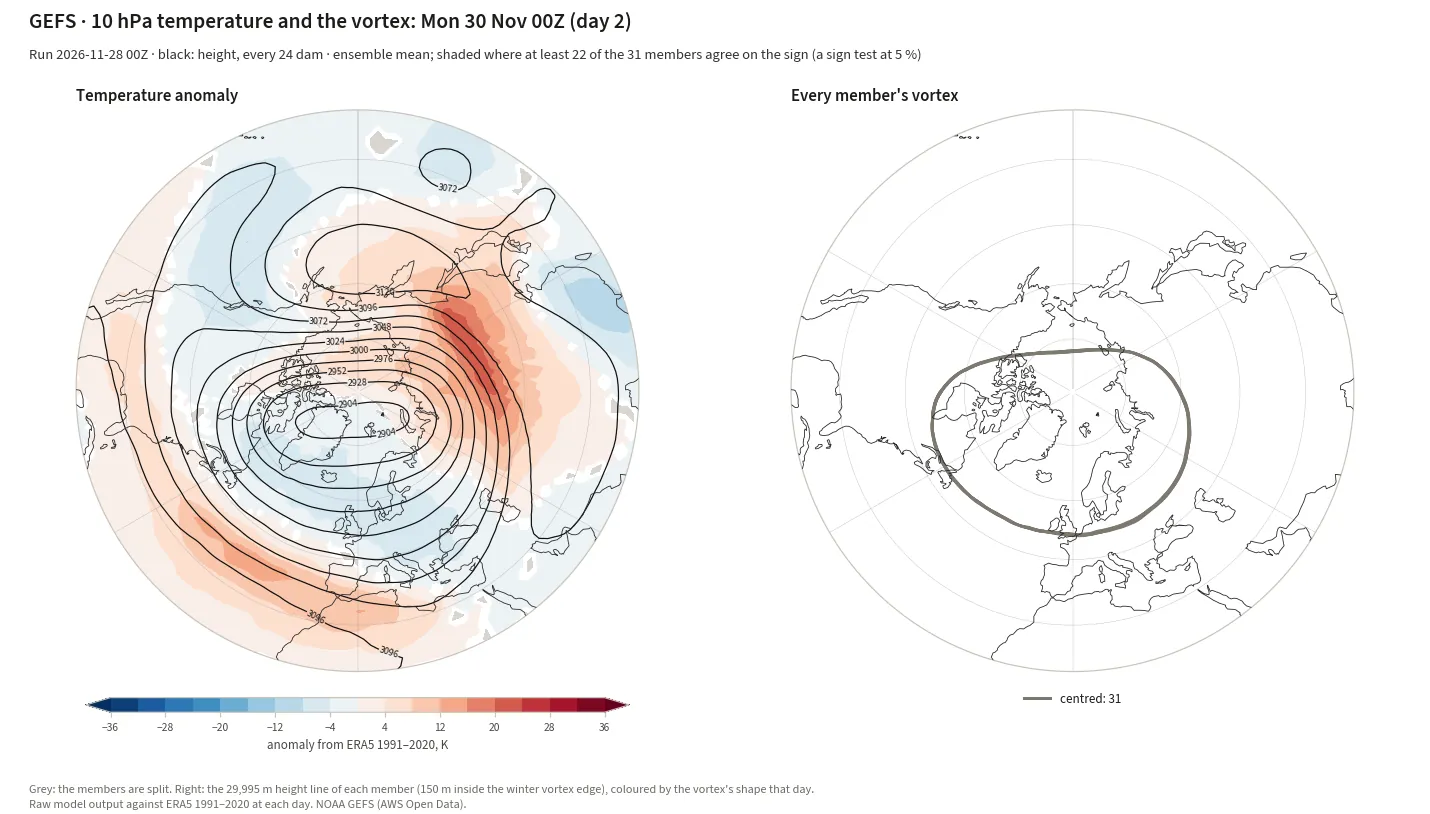 GEFS · 10 hPa temperature and the vortex: Mon 30 Nov 00Z (day 2)
Run 2026-11-28 00Z · black: height, every 24 dam · ensemble mean; shaded where at least 22 of the 31 members agree on the sign (a sign test at 5 %)
Temperature anomaly
Every member's vortex
3072
3120
3096
3072
3048
3024
3000
2976
2952
2928
2904
2904
3096
3096
centred: 31
−36 −28 −20 −12 −4 4 12 20 28 36
anomaly from ERA5 1991–2020, K
Grey: the members are split. Right: the 29,995 m height line of each member (150 m inside the winter vortex edge), coloured by the vortex's shape that day.
Raw model output against ERA5 1991–2020 at each day. NOAA GEFS (AWS Open Data).